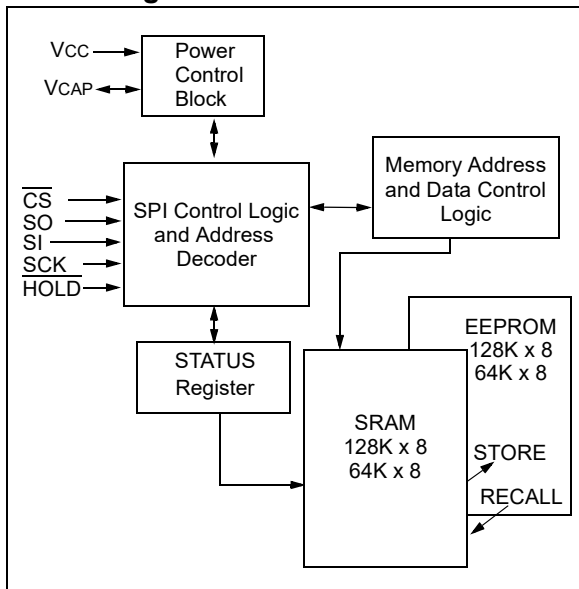 VCC
VCAP
Power
Control
Block
CS
SO
SI
SCK
HOLD
SPI Control Logic
and Address
Decoder
Memory Address
and Data Control
Logic
STATUS
Register
EEPROM
128K x 8
64K x 8
SRAM
128K x 8
64K x 8
STORE
RECALL